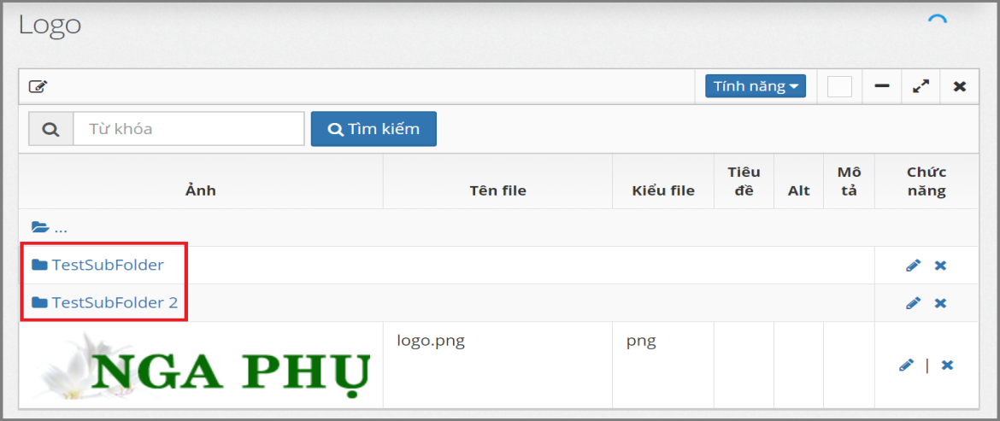 Logo
Tính năng
Từ khóa
Tìm kiếm
Ảnh Tên file Kiểu file Tiêu đề Alt Mô tả Chức năng
...
TestSubFolder
TestSubFolder 2
NGA PHỤ logo.png png |